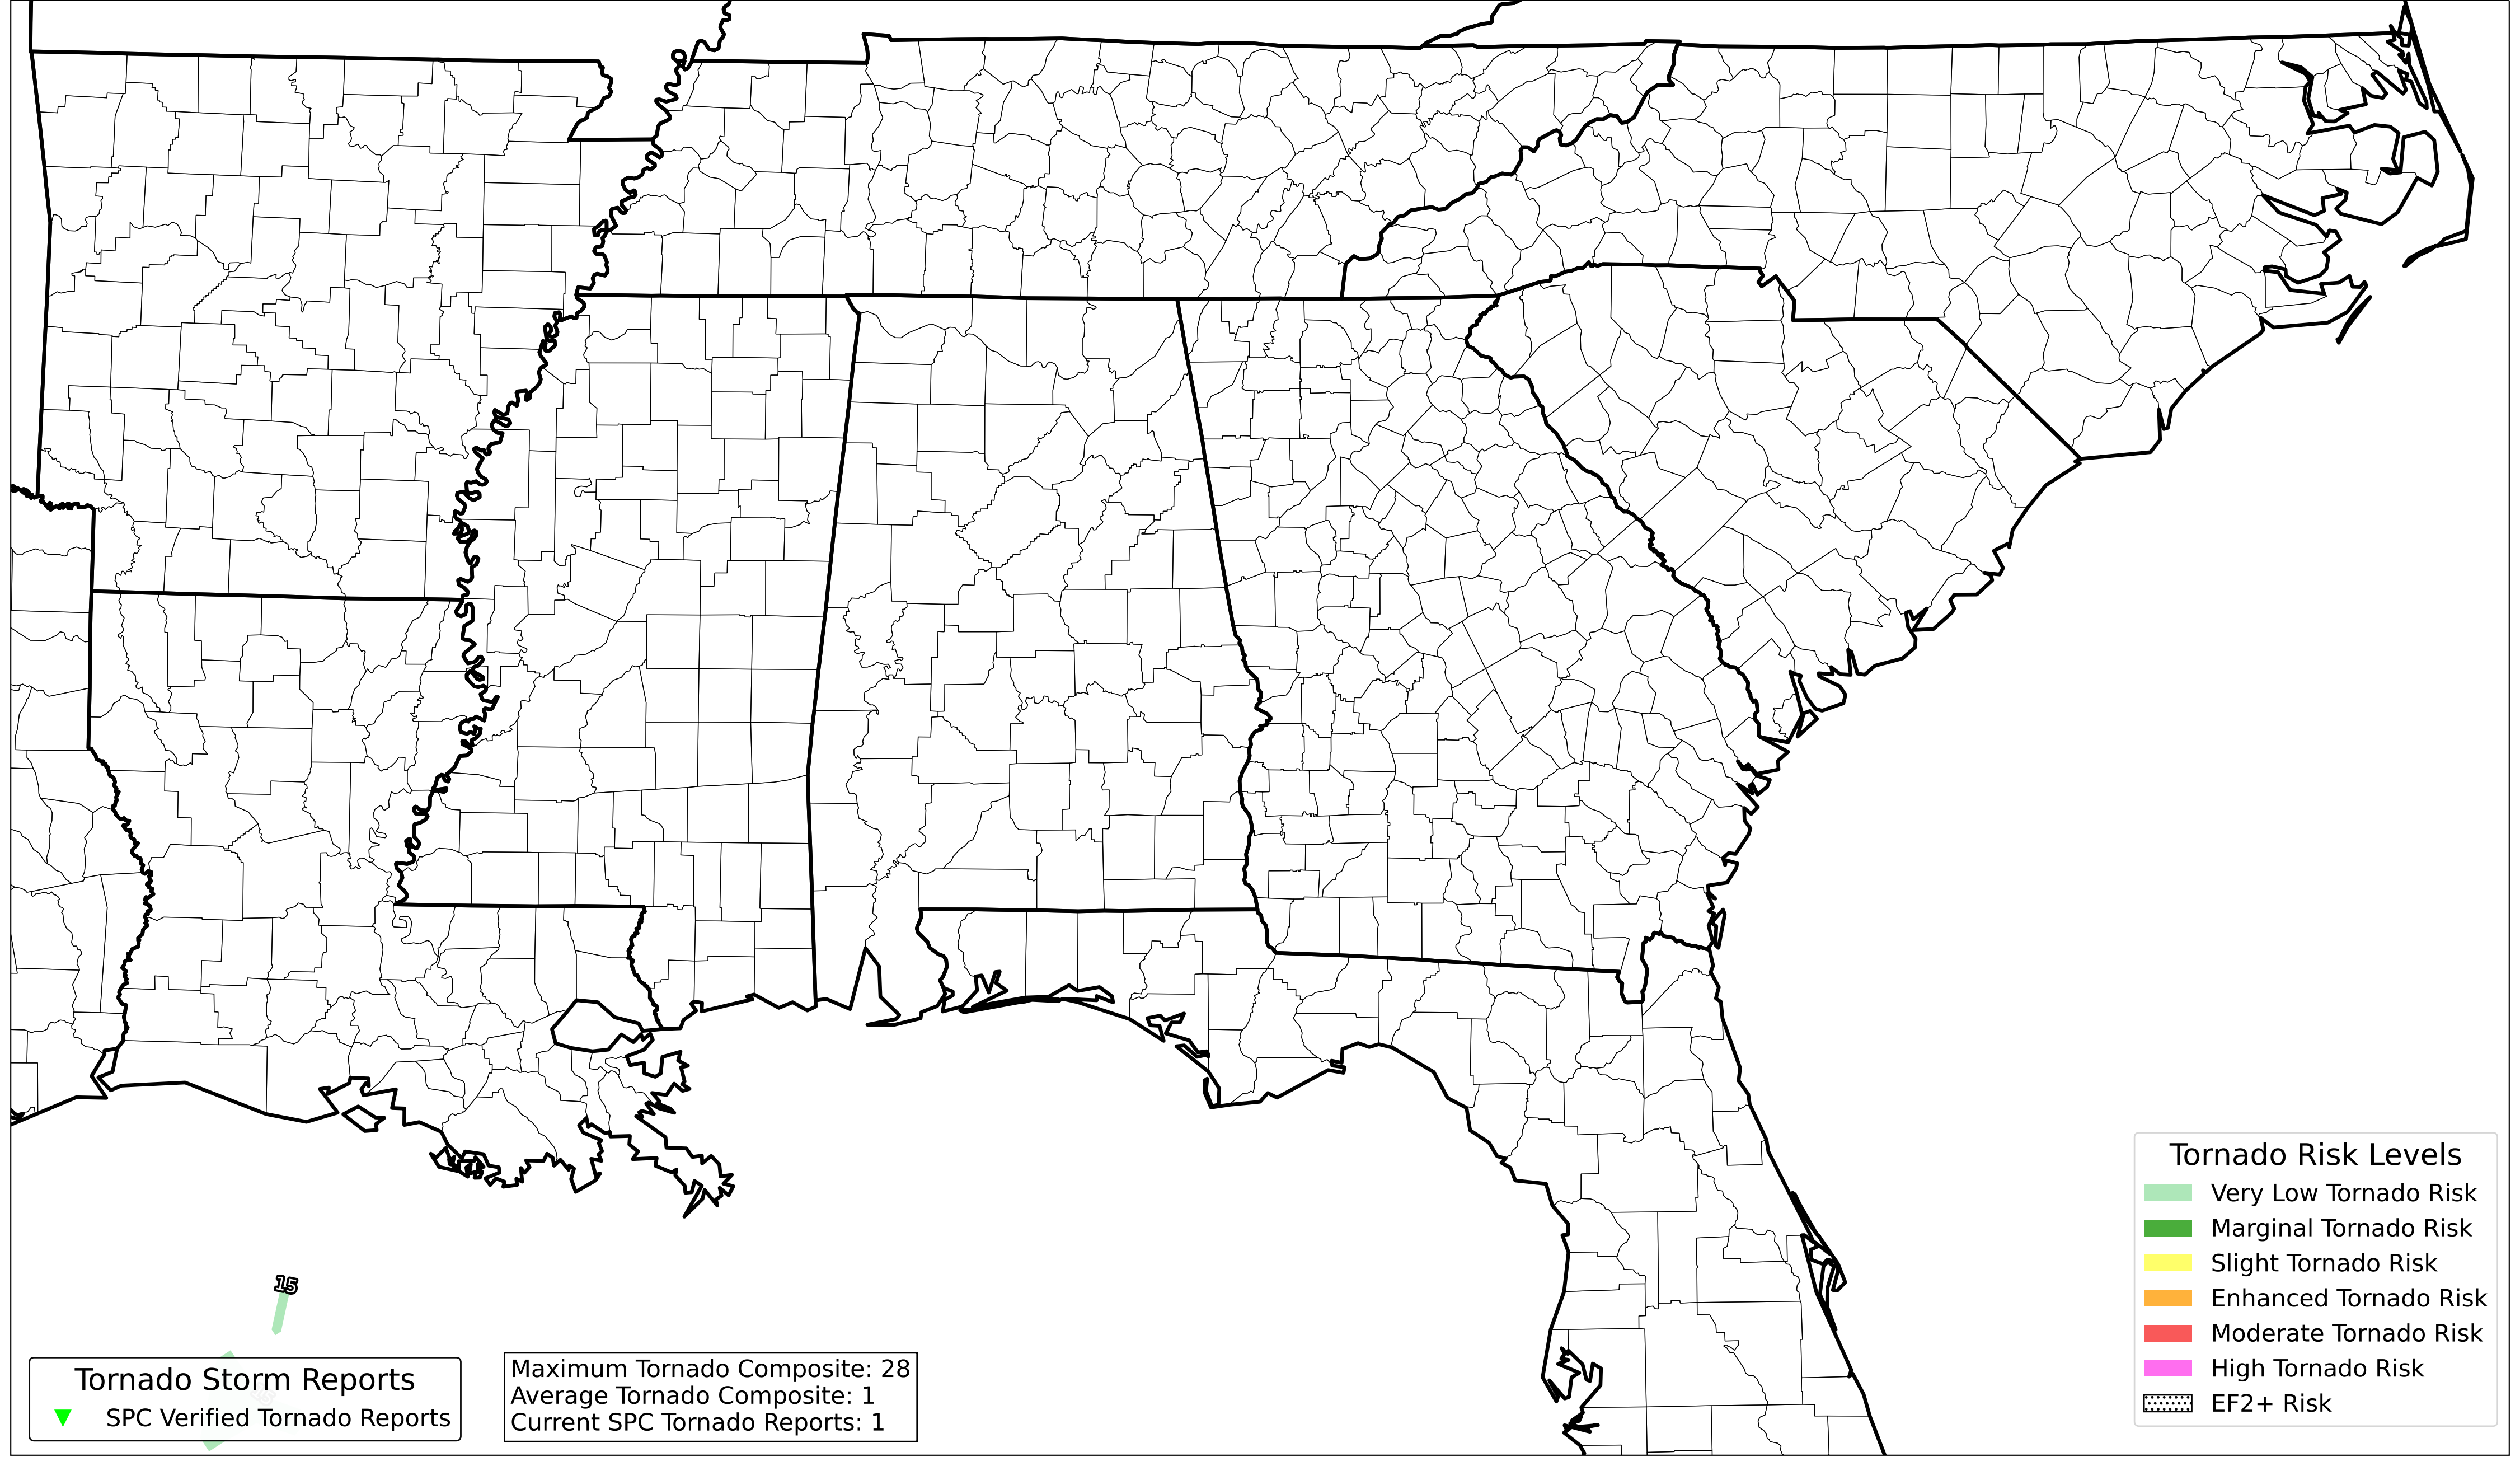 15
Tornado Storm Reports
SPC Verified Tornado Reports
Maximum Tornado Composite: 28
Average Tornado Composite: 1
Current SPC Tornado Reports: 1
Tornado Risk Levels
Very Low Tornado Risk
Marginal Tornado Risk
Slight Tornado Risk
Enhanced Tornado Risk
Moderate Tornado Risk
High Tornado Risk
EF2+ Risk